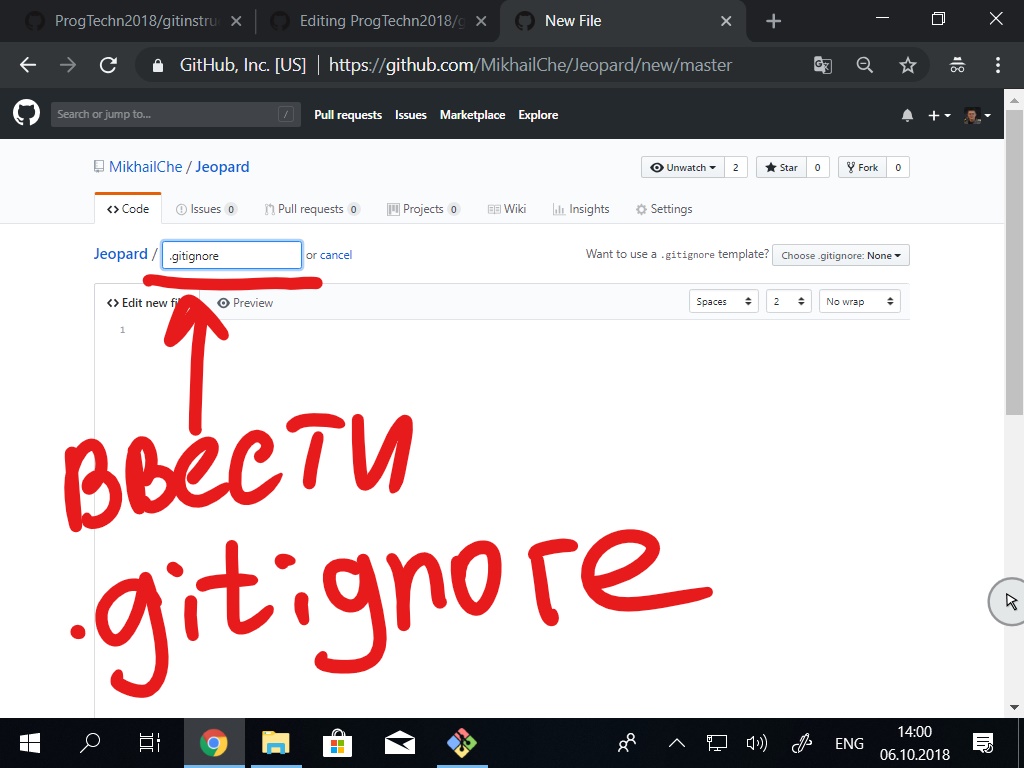 ProgTechn2018/gitinstru
Editing ProgTechn2018/g
New File
GitHub, Inc. [US] | https://github.com/MikhailChe/Jeopard/new/master
Search or jump to... /
Pull requests Issues Marketplace Explore
MikhailChe / Jeopard
Unwatch 2 Star 0 Fork 0
Code Issues 0 Pull requests 0 Projects 0 Wiki Insights Settings
Jeopard / .gitignore or cancel
Want to use a .gitignore template? Choose .gitignore: None
Edit new fi Preview
Spaces 2 No wrap
1
ВВЕСТИ
.gitignore
ENG
14:00
06.10.2018